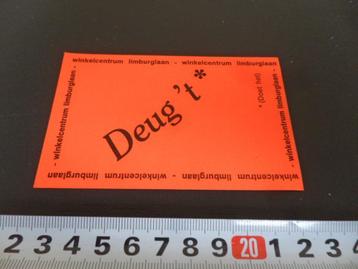 - winkelcentrum limburglaan - winkelcentrum limburglaan -
winkelcentrum limburglaan -
Deug 't *
* (Doet het)
winkelcentrum limburglaan -
- winkelcentrum limburglaan - winkelcentrum limburglaan
2 3 4 5 6 7 8 9 20 1 2 3 4